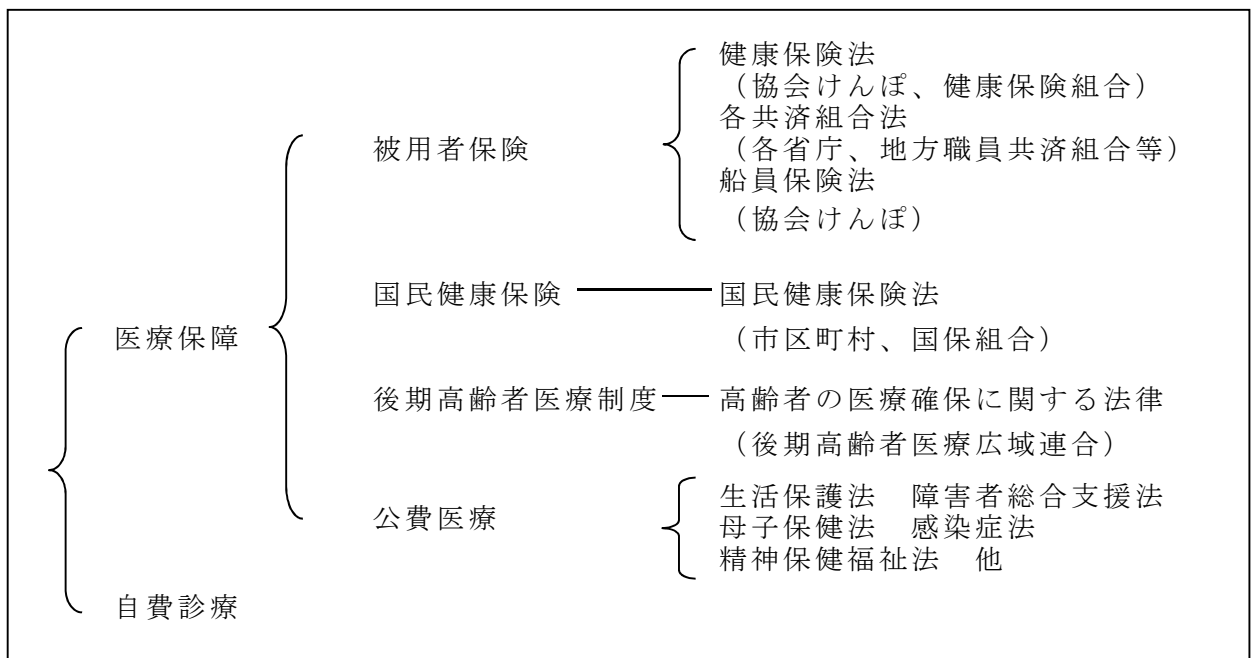 健康保険法
（協会けんぽ、健康保険組合）
各共済組合法
被用者保険
（各省庁、地方職員共済組合等）
船員保険法
（協会けんぽ）
国民健康保険 国民健康保険法
医療保障
（市区町村、国保組合）
後期高齢者医療制度 高齢者の医療確保に関する法律
（後期高齢者医療広域連合）
生活保護法 障害者総合支援法
公費医療
母子保健法 感染症法
精神保健福祉法 他
自費診療